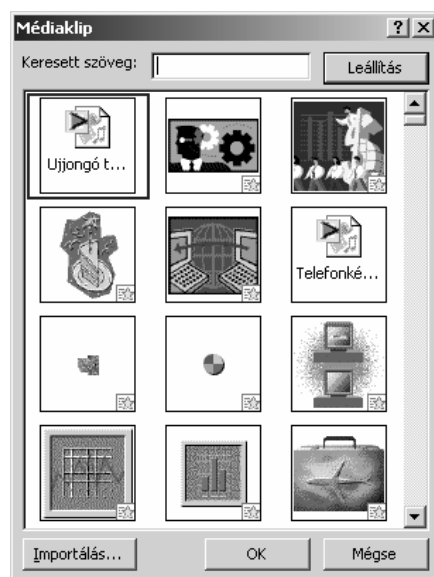 Médiaklip
Keresett szöveg:
Leállítás
Ujjongó t...
Telefonké...
Importálás...
OK
Mégse